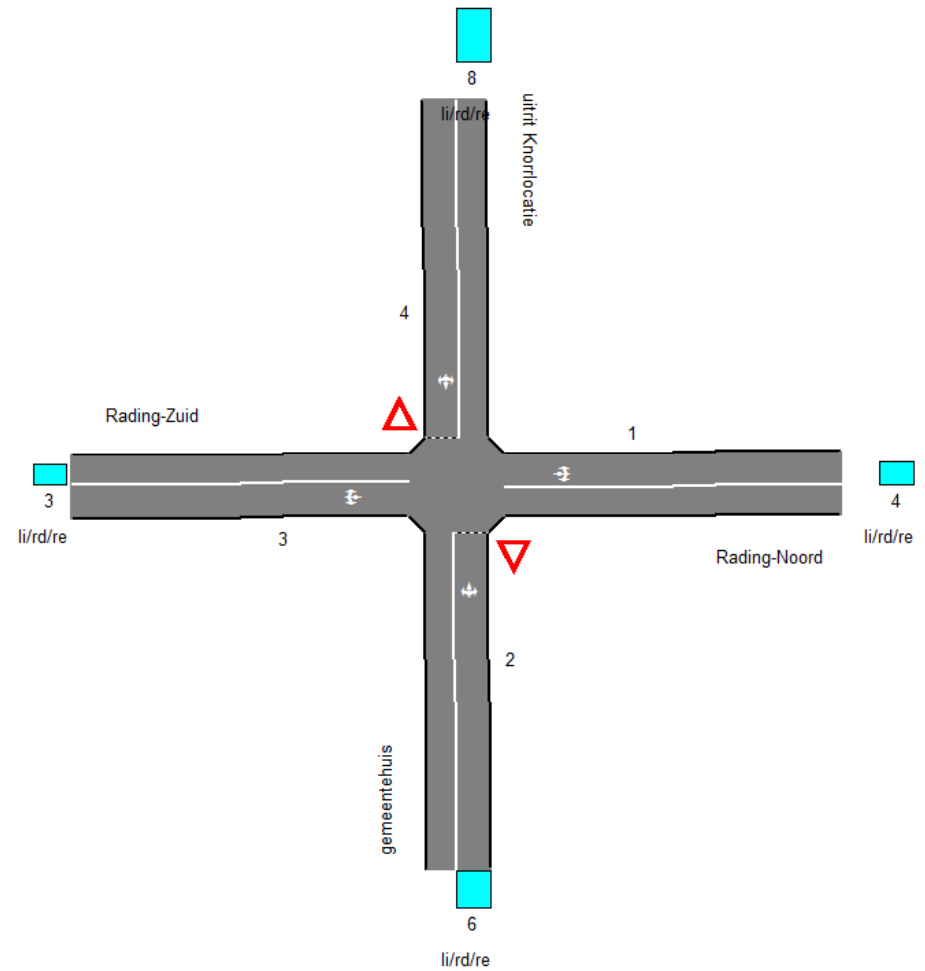 8
li/rd/re
uitrit Knorrlocatie
4
Rading-Zuid
1
3
li/rd/re
4
li/rd/re
3
Rading-Noord
2
gemeentehuis
6
li/rd/re